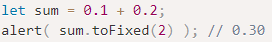 let sum = 0.1 + 0.2;
alert( sum.toFixed(2) ); // 0.30